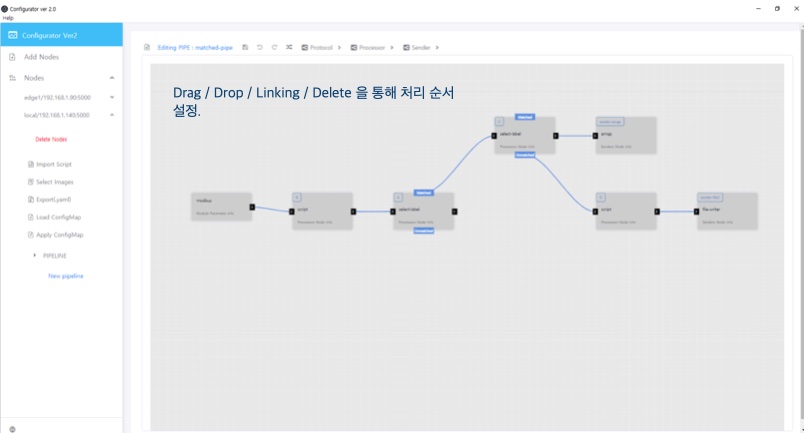 Configurator ver 2.0
Help
Configurator Ver2
Add Nodes
Nodes
edge1/192.168.1.90:5000
local/192.168.1.140:5000
Delete Nodes
Import Script
Select Images
Export(.yaml)
Load ConfigMap
Apply ConfigMap
PIPELINE
New pipeline
Editing PIPE : matched-pipe
Protocol
Processor
Sender
Drag / Drop / Linking / Delete 을 통해 처리 순서
설정.
Matched
select-label
Processor Node Info
Unmatched
amqp
Sender Node Info
modbus
script
Processor Node Info
Matched
select-label
Processor Node Info
Unmatched
script
Processor Node Info
file writer
Sender Node Info